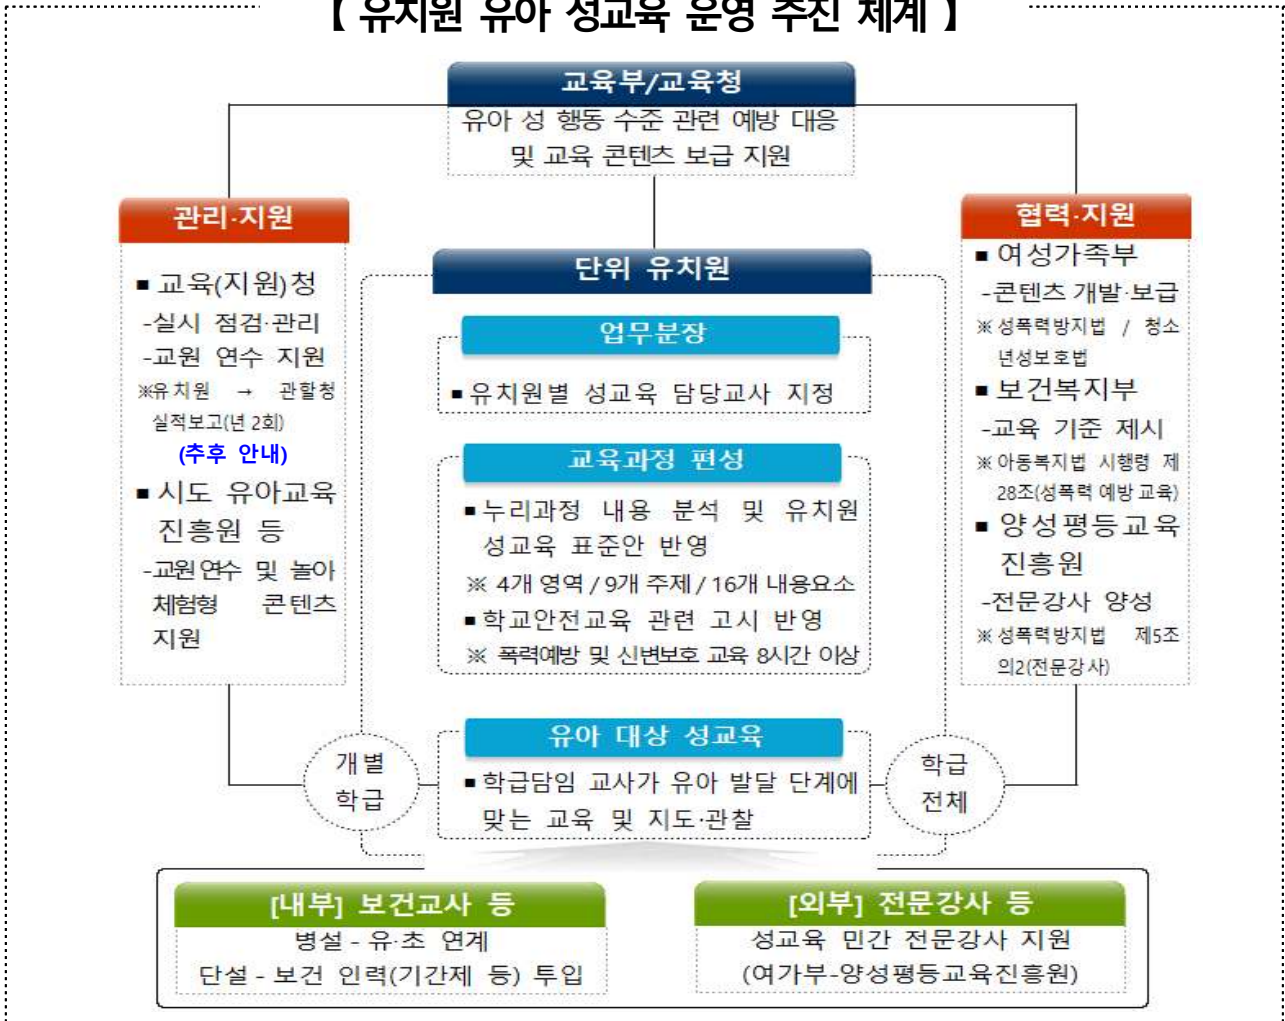 【 유치원 유아 성교육 운영 추진 체계 】
교육부/교육청
유아 성 행동 수준 관련 예방 대응
및 교육 콘텐츠 보급 지원
관리·지원
■ 교육(지원)청
-실시 점검·관리
-교원 연수 지원
※유치원 → 관할청
실적보고(년 2회)
(추후 안내)
■ 시도 유아교육
진흥원 등
-교원연수 및 놀아
체험형 콘텐츠
지원
단위 유치원
업무분장
■ 유치원별 성교육 담당교사 지정
교육과정 편성
■ 누리과정 내용 분석 및 유치원
성교육 표준안 반영
※ 4개 영역 / 9개 주제 / 16개 내용요소
■ 학교안전교육 관련 고시 반영
※ 폭력예방 및 신변보호 교육 8시간 이상
유아 대상 성교육
■ 학급담임 교사가 유아 발달 단계에
맞는 교육 및 지도·관찰
개별
학급
학급
전체
협력·지원
■ 여성가족부
-콘텐츠 개발·보급
※ 성폭력방지법 / 청소
년성보호법
■ 보건복지부
-교육 기준 제시
※ 아동복지법 시행령 제
28조(성폭력 예방 교육)
■ 양성평등교육
진흥원
-전문강사 양성
※ 성폭력방지법 제5조
의2(전문강사)
[내부] 보건교사 등
병설 - 유·초 연계
단설 - 보건 인력(기간제 등) 투입
[외부] 전문강사 등
성교육 민간 전문강사 지원
(여가부-양성평등교육진흥원)